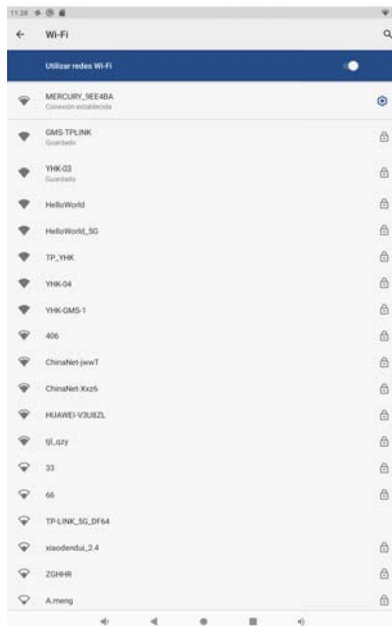 11:28
Wi-Fi
Utilizar redes Wi-Fi
MERCURY_9EE4BA
Conexión establecida
GMS-TPLINK
Guardado
YHK-03
Guardado
HelloWorld
HelloWorld_5G
TP_YHK
YHK-04
YHK-GMS-1
406
ChinaNet-jwwT
ChinaNet-Xxz6
HUAWEI-V3U8ZL
tjl_qzy
33
66
TP-LINK_5G_DF64
xiaodendui_2.4
ZGHHR
A.meng